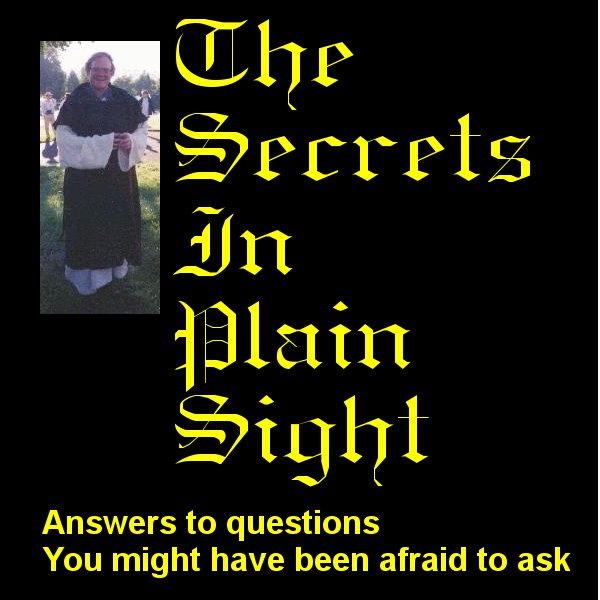 The
Secrets
In
Plain
Sight
Answers to questions
You might have been afraid to ask